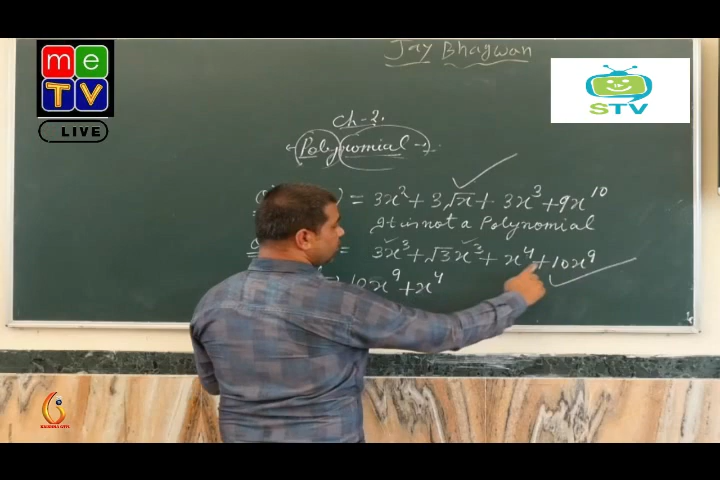 me
TV
LIVE
STV
Jay Bhagwan
Ch-2.
Polynomial
) = 3x² + 3√x + 3x³ + 9x¹⁰
It is not a Polynomial
= 3x³ + √3x³ + x⁴ + 10x⁹
10x⁹ + x⁴